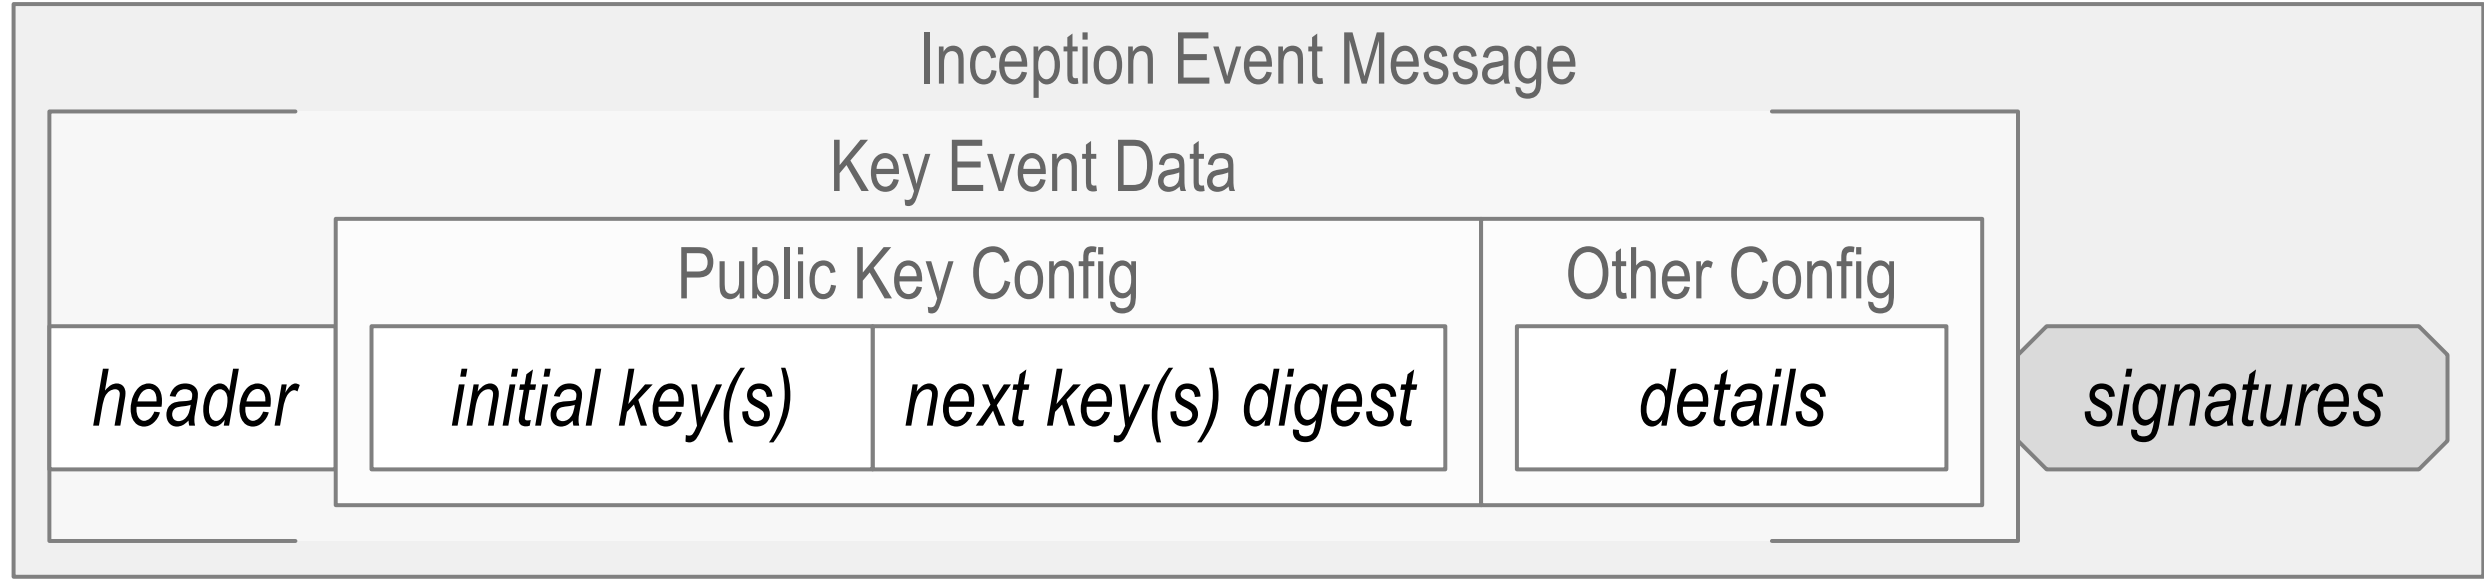 Inception Event Message
Key Event Data
Public Key Config
Other Config
header
initial key(s)
next key(s) digest
details
signatures